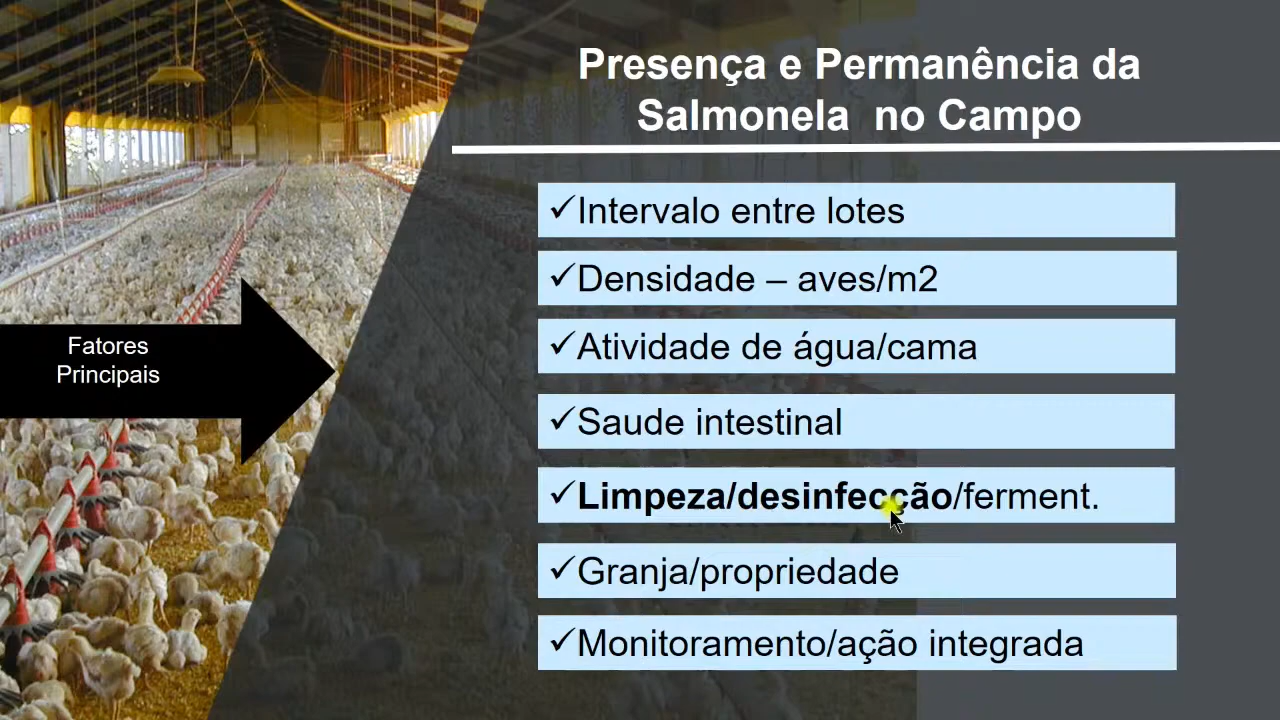 Presença e Permanência da
Salmonela no Campo
Fatores
Principais
✓Intervalo entre lotes
✓Densidade – aves/m2
✓Atividade de água/cama
✓Saude intestinal
✓Limpeza/desinfecção/ferment.
✓Granja/propriedade
✓Monitoramento/ação integrada